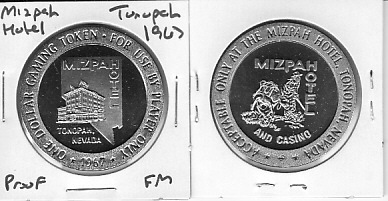 Mizpah Hotel
Tonopah 1967
ONE DOLLAR GAMING TOKEN - FOR USE BY PLAYER ONLY
MIZPAH
HOTEL
TONOPAH,
NEVADA
1967
Proof
FM
ACCEPTABLE ONLY AT THE MIZPAH HOTEL, TONOPAH, NEVADA
MIZPAH
HOTEL
AND CASINO